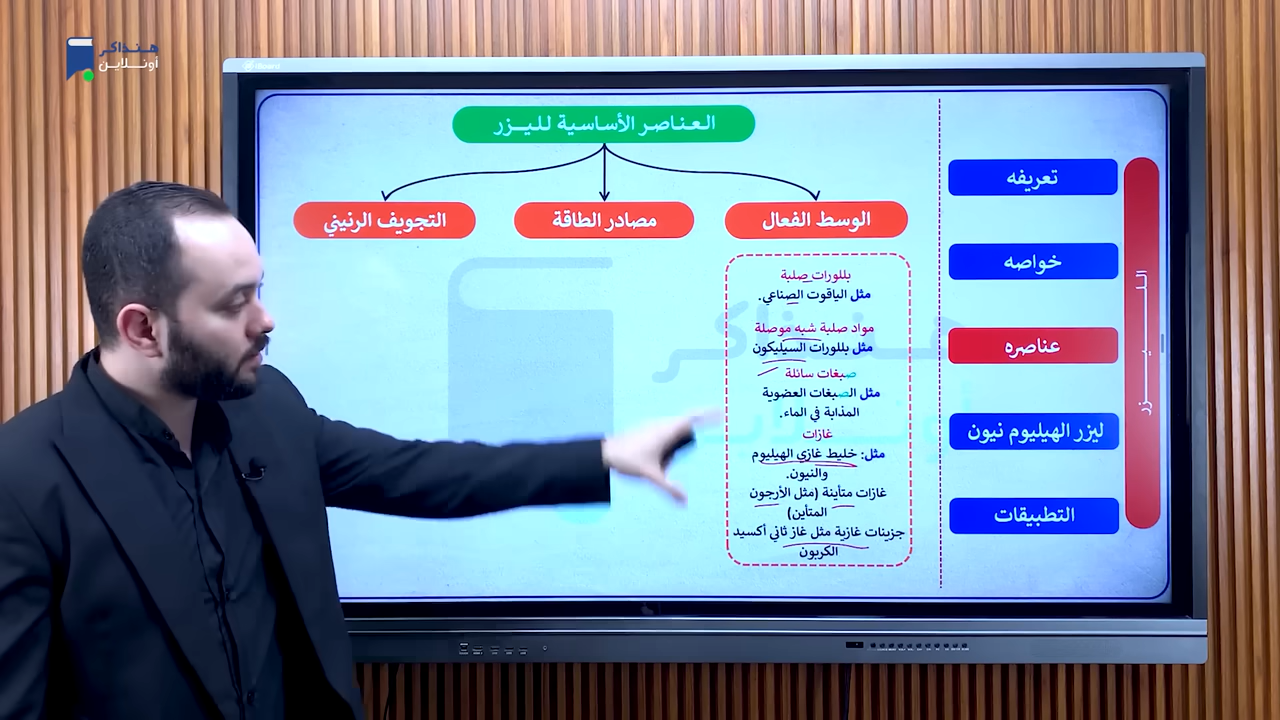 هنذاكر
أونلاين
العناصر الأساسية لليزر
الوسط الفعال
مصادر الطاقة
التجويف الرنيني
بللورات صلبة
مثل الياقوت الصناعي.
مواد صلبة شبه موصلة
مثل بللورات السيليكون
صبغات سائلة
مثل الصبغات العضوية
المذابة في الماء.
غازات
مثل: خليط غازي الهيليوم
والنيون.
غازات متأينة (مثل الأرجون
المتأين)
جزيئات غازية مثل غاز ثاني أكسيد
الكربون
الليزر
تعريفه
خواصه
عناصره
ليزر الهيليوم نيون
التطبيقات